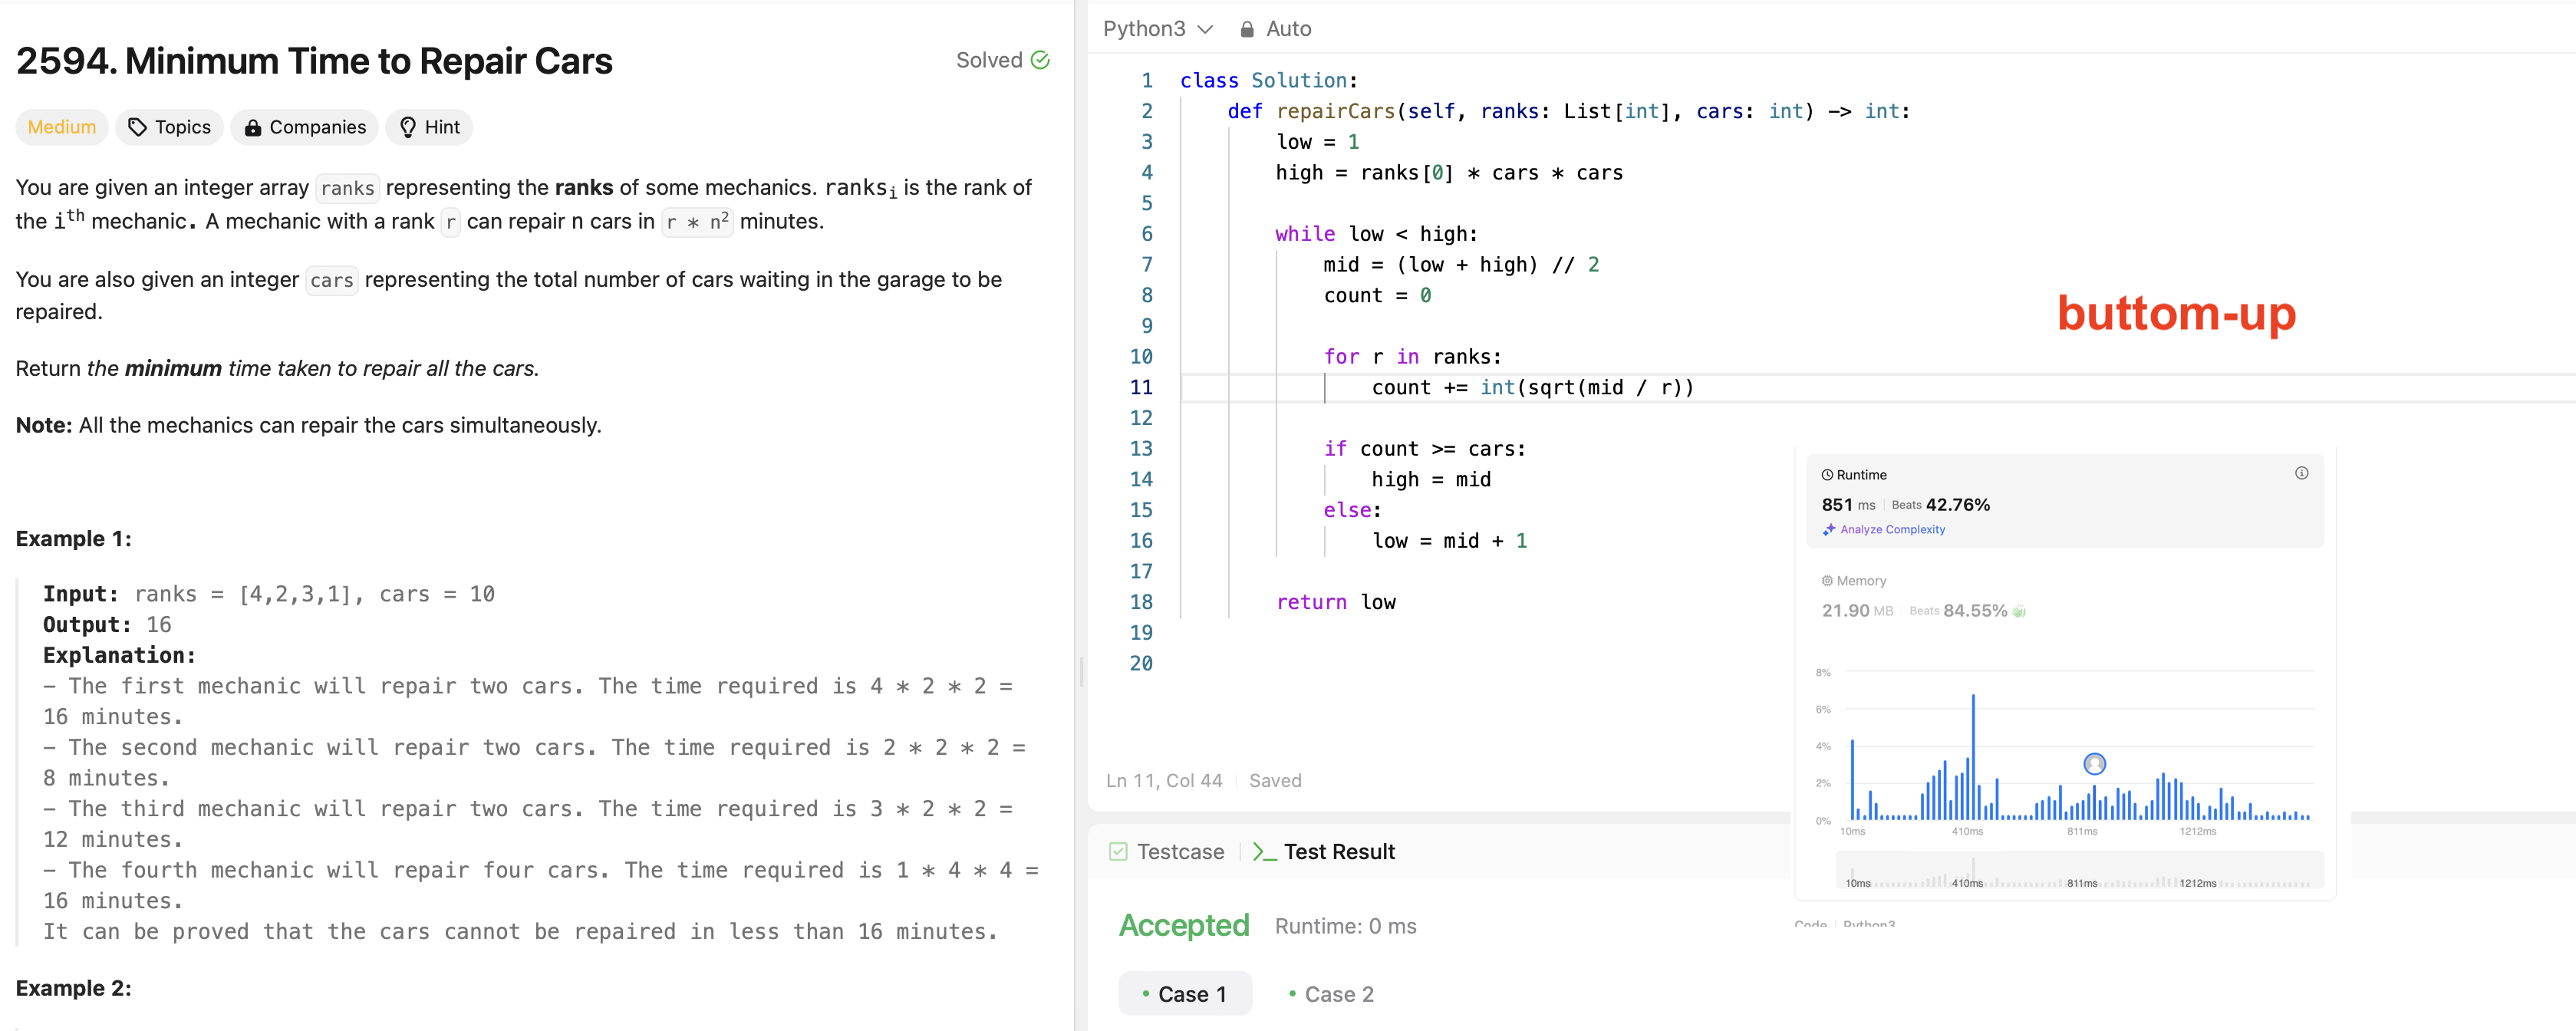 2594. Minimum Time to Repair Cars
Solved
Medium Topics Companies Hint
You are given an integer array ranks representing the ranks of some mechanics. ranksi is the rank of
the ith mechanic. A mechanic with a rank r can repair n cars in r * n2 minutes.
You are also given an integer cars representing the total number of cars waiting in the garage to be
repaired.
Return the minimum time taken to repair all the cars.
Note: All the mechanics can repair the cars simultaneously.
Example 1:
Input: ranks = [4,2,3,1], cars = 10
Output: 16
Explanation:
– The first mechanic will repair two cars. The time required is 4 * 2 * 2 =
16 minutes.
– The second mechanic will repair two cars. The time required is 2 * 2 * 2 =
8 minutes.
– The third mechanic will repair two cars. The time required is 3 * 2 * 2 =
12 minutes.
– The fourth mechanic will repair four cars. The time required is 1 * 4 * 4 =
16 minutes.
It can be proved that the cars cannot be repaired in less than 16 minutes.
Example 2:
Python3 Auto
1 class Solution:
2 def repairCars(self, ranks: List[int], cars: int) -> int:
3 low = 1
4 high = ranks[0] * cars * cars
5
6 while low < high:
7 mid = (low + high) // 2
8 count = 0
9
10 for r in ranks:
11 count += int(sqrt(mid / r))
12
13 if count >= cars:
14 high = mid
15 else:
16 low = mid + 1
17
18 return low
19
20
buttom-up
Runtime
851 ms Beats 42.76%
Analyze Complexity
Memory
21.90 MB Beats 84.55%
8%
6%
4%
2%
0%
10ms 410ms 811ms 1212ms
10ms 410ms 811ms 1212ms
Code Python3
Ln 11, Col 44 Saved
Testcase >_ Test Result
Accepted Runtime: 0 ms
• Case 1 • Case 2